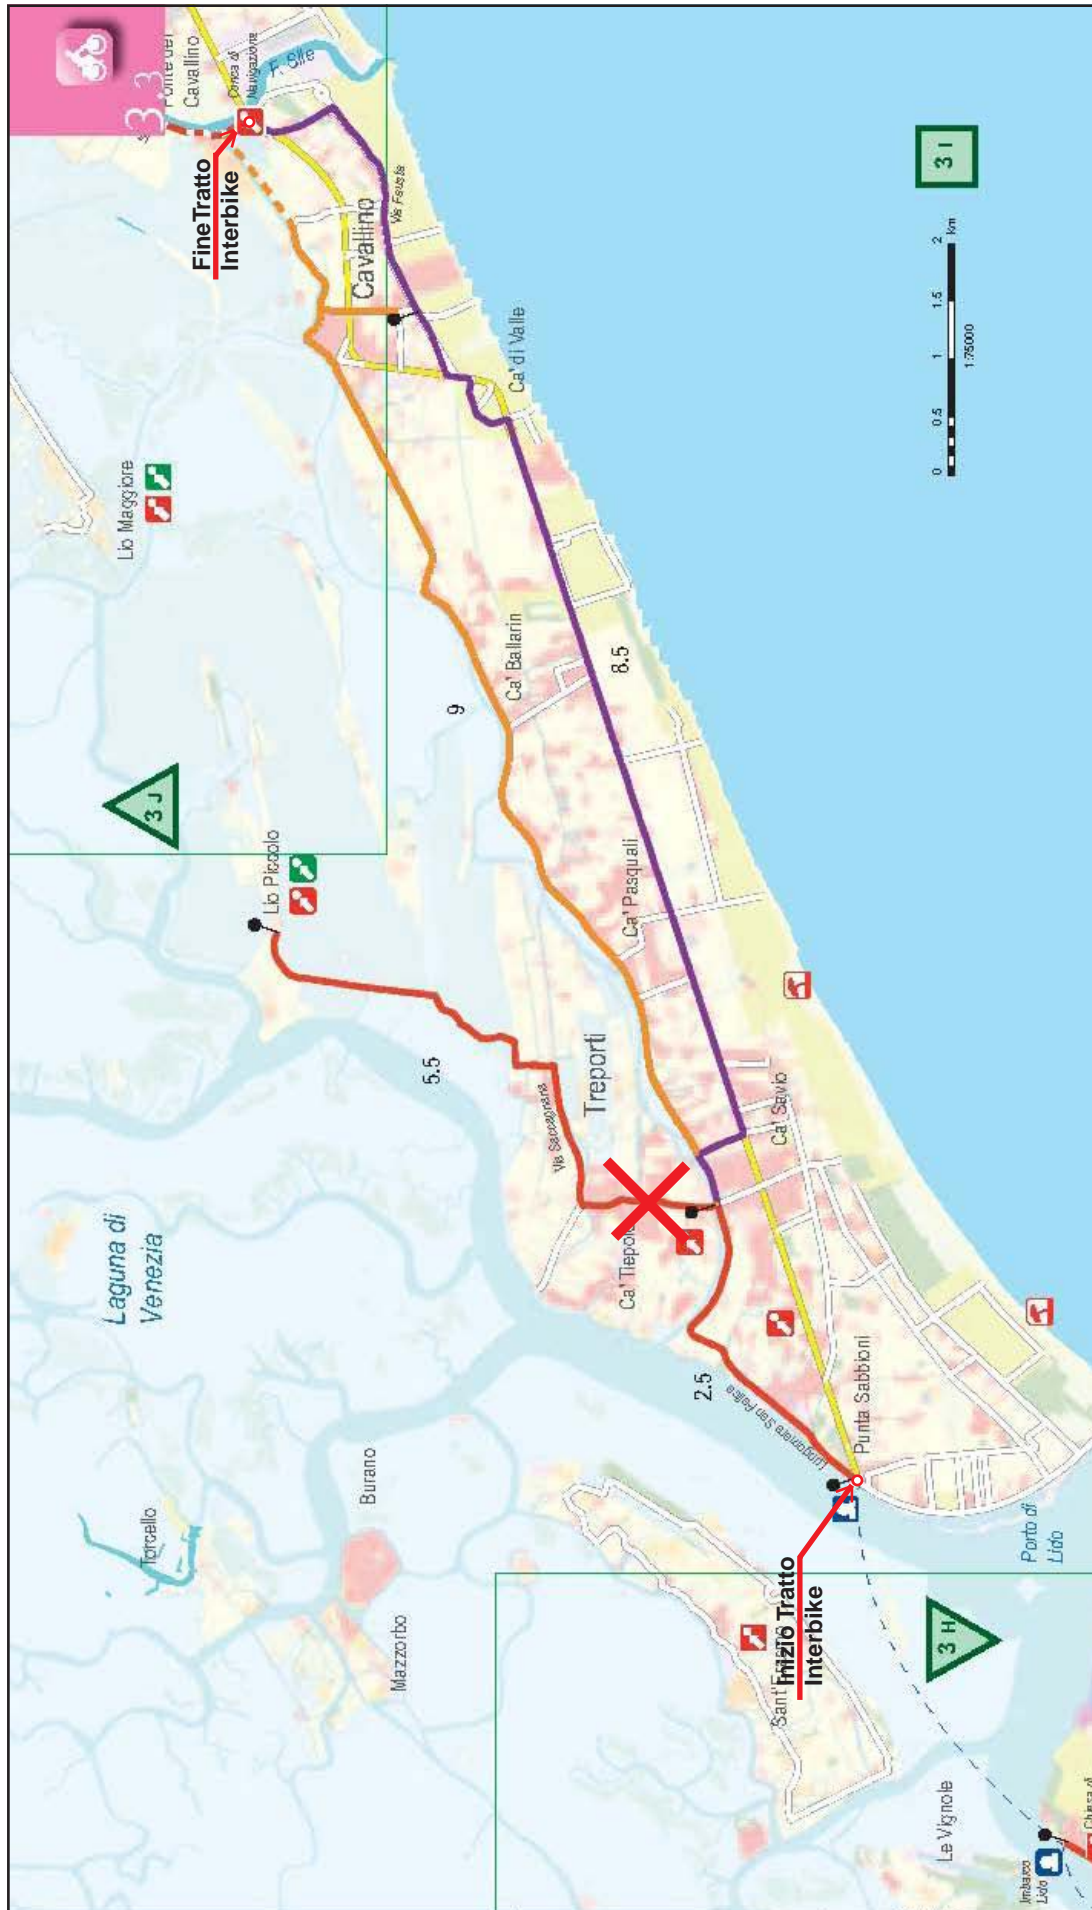 3.3
Ponte del
Cavallino
Conca di
Navigazione
F. Sile
Fine Tratto
Interbike
Cavallino
Via Fausta
Ca' di Valle
Lio Maggiore
3 J
3 I
0 0.5 1 1.5 2 km
1:75000
Lio Piccolo
9
Ca' Ballarin
8.5
5.5
Ca' Pasquali
Treporti
Via Saccagnana
Ca' Savio
Laguna di
Venezia
2.5
Lungomare San Felice
Punta Sabbioni
Torcello
Burano
Mazzorbo
Porto di
Lido
Inizio Tratto
Interbike
3 H
Le Vignole
Imbarco
Lido